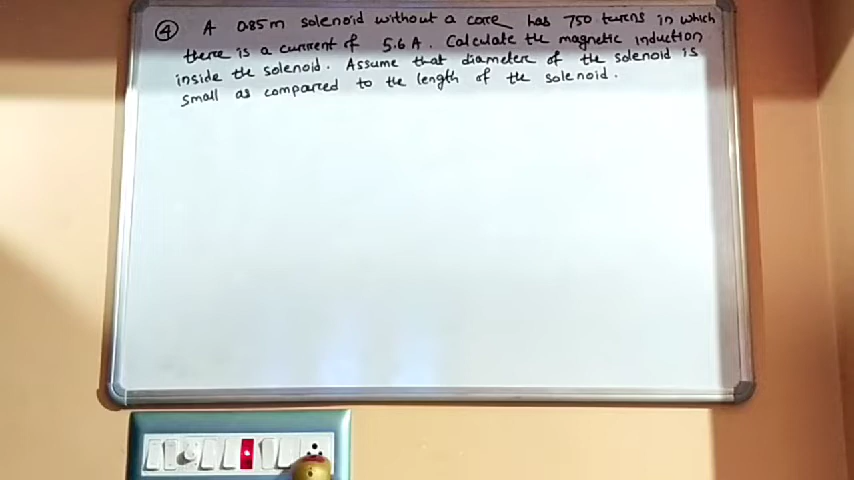 ④ A 0.85m solenoid without a core has 750 turns in which
there is a current of 5.6 A. Calculate the magnetic induction
inside the solenoid. Assume that diameter of the solenoid is
small as compared to the length of the solenoid.